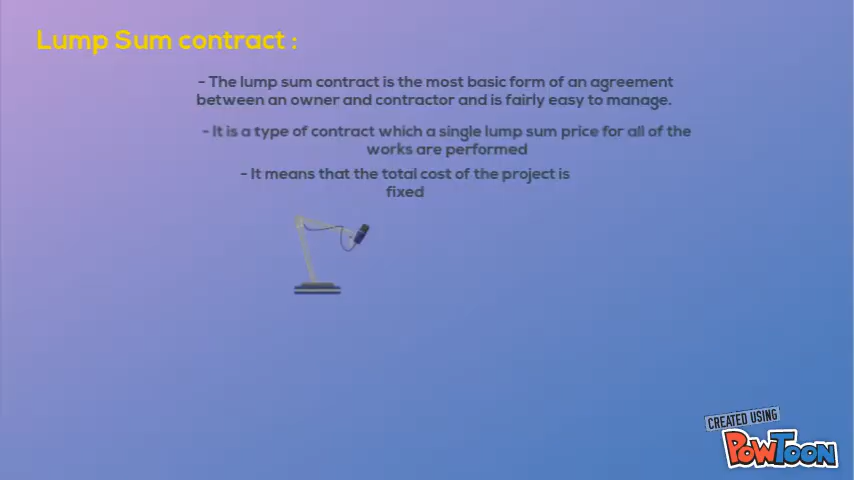 Lump Sum contract :
- The lump sum contract is the most basic form of an agreement
between an owner and contractor and is fairly easy to manage.
- It is a type of contract which a single lump sum price for all of the
works are performed
- It means that the total cost of the project is
fixed
CREATED USING
POWTOON